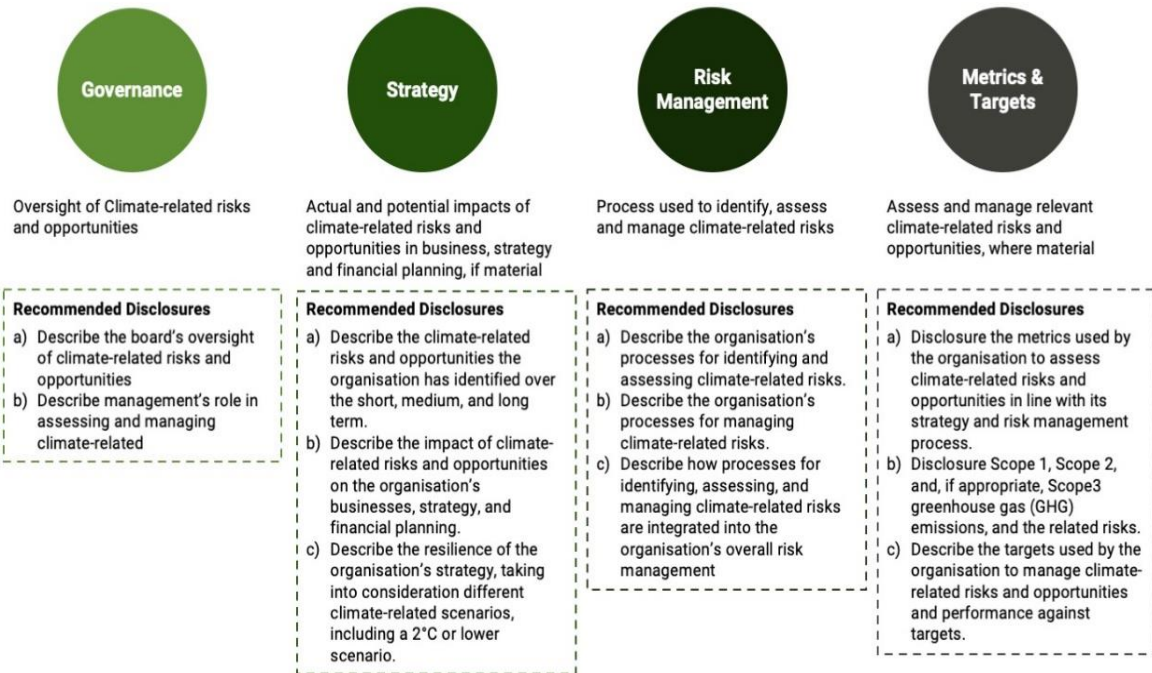 Governance
Oversight of Climate-related risks
and opportunities
Recommended Disclosures
a) Describe the board's oversight
of climate-related risks and
opportunities
b) Describe management's role in
assessing and managing
climate-related
Strategy
Actual and potential impacts of
climate-related risks and
opportunities in business, strategy
and financial planning, if material
Recommended Disclosures
a) Describe the climate-related
risks and opportunities the
organisation has identified over
the short, medium, and long
term.
b) Describe the impact of climate-
related risks and opportunities
on the organisation's
businesses, strategy, and
financial planning.
c) Describe the resilience of the
organisation's strategy, taking
into consideration different
climate-related scenarios,
including a 2°C or lower
scenario.
Risk
Management
Process used to identify, assess
and manage climate-related risks
Recommended Disclosures
a) Describe the organisation's
processes for identifying and
assessing climate-related risks.
b) Describe the organisation's
processes for managing
climate-related risks.
c) Describe how processes for
identifying, assessing, and
managing climate-related risks
are integrated into the
organisation's overall risk
management
Metrics &
Targets
Assess and manage relevant
climate-related risks and
opportunities, where material
Recommended Disclosures
a) Disclosure the metrics used by
the organisation to assess
climate-related risks and
opportunities in line with its
strategy and risk management
process.
b) Disclosure Scope 1, Scope 2,
and, if appropriate, Scope3
greenhouse gas (GHG)
emissions, and the related risks.
c) Describe the targets used by the
organisation to manage climate-
related risks and opportunities
and performance against
targets.